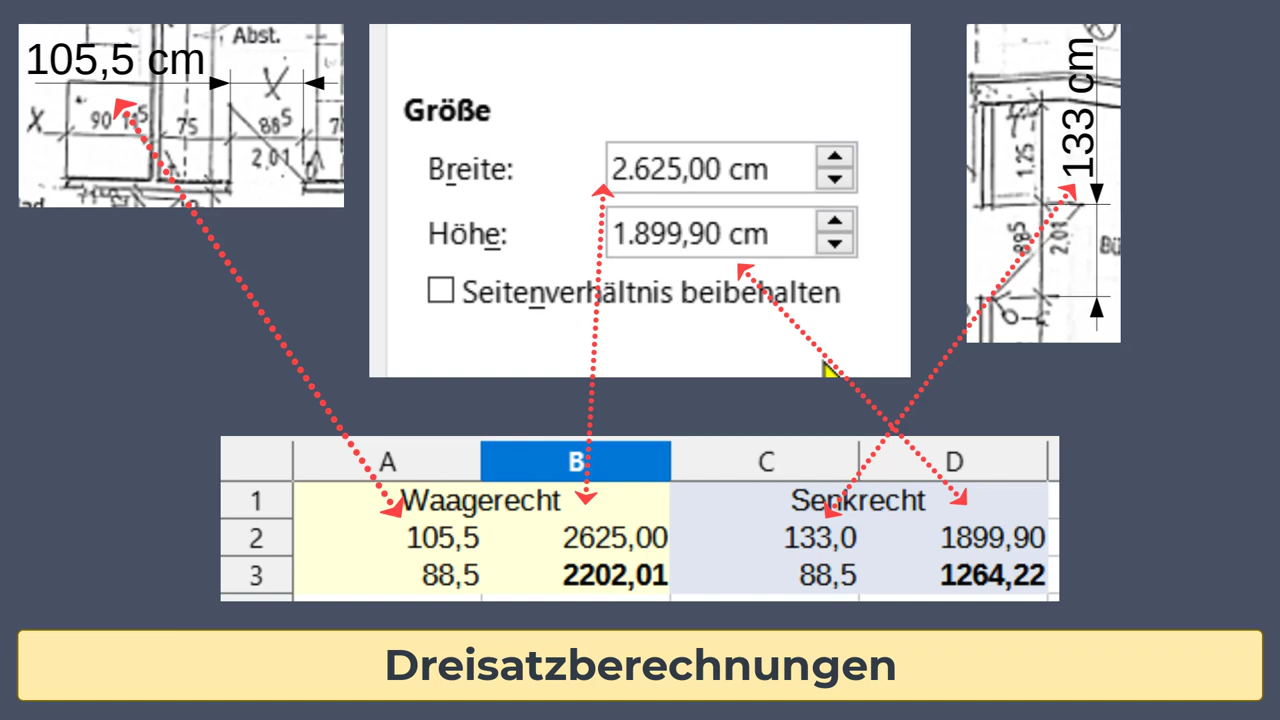 Abst.
105,5 cm
X
X
90
75
88⁵
2,01
Größe
Breite:
2.625,00 cm
Höhe:
1.899,90 cm
Seitenverhältnis beibehalten
133 cm
1,25
88⁵
2,01
Bü
A B C D
1 Waagerecht Senkrecht
2 105,5 2625,00 133,0 1899,90
3 88,5 2202,01 88,5 1264,22
Dreisatzberechnungen